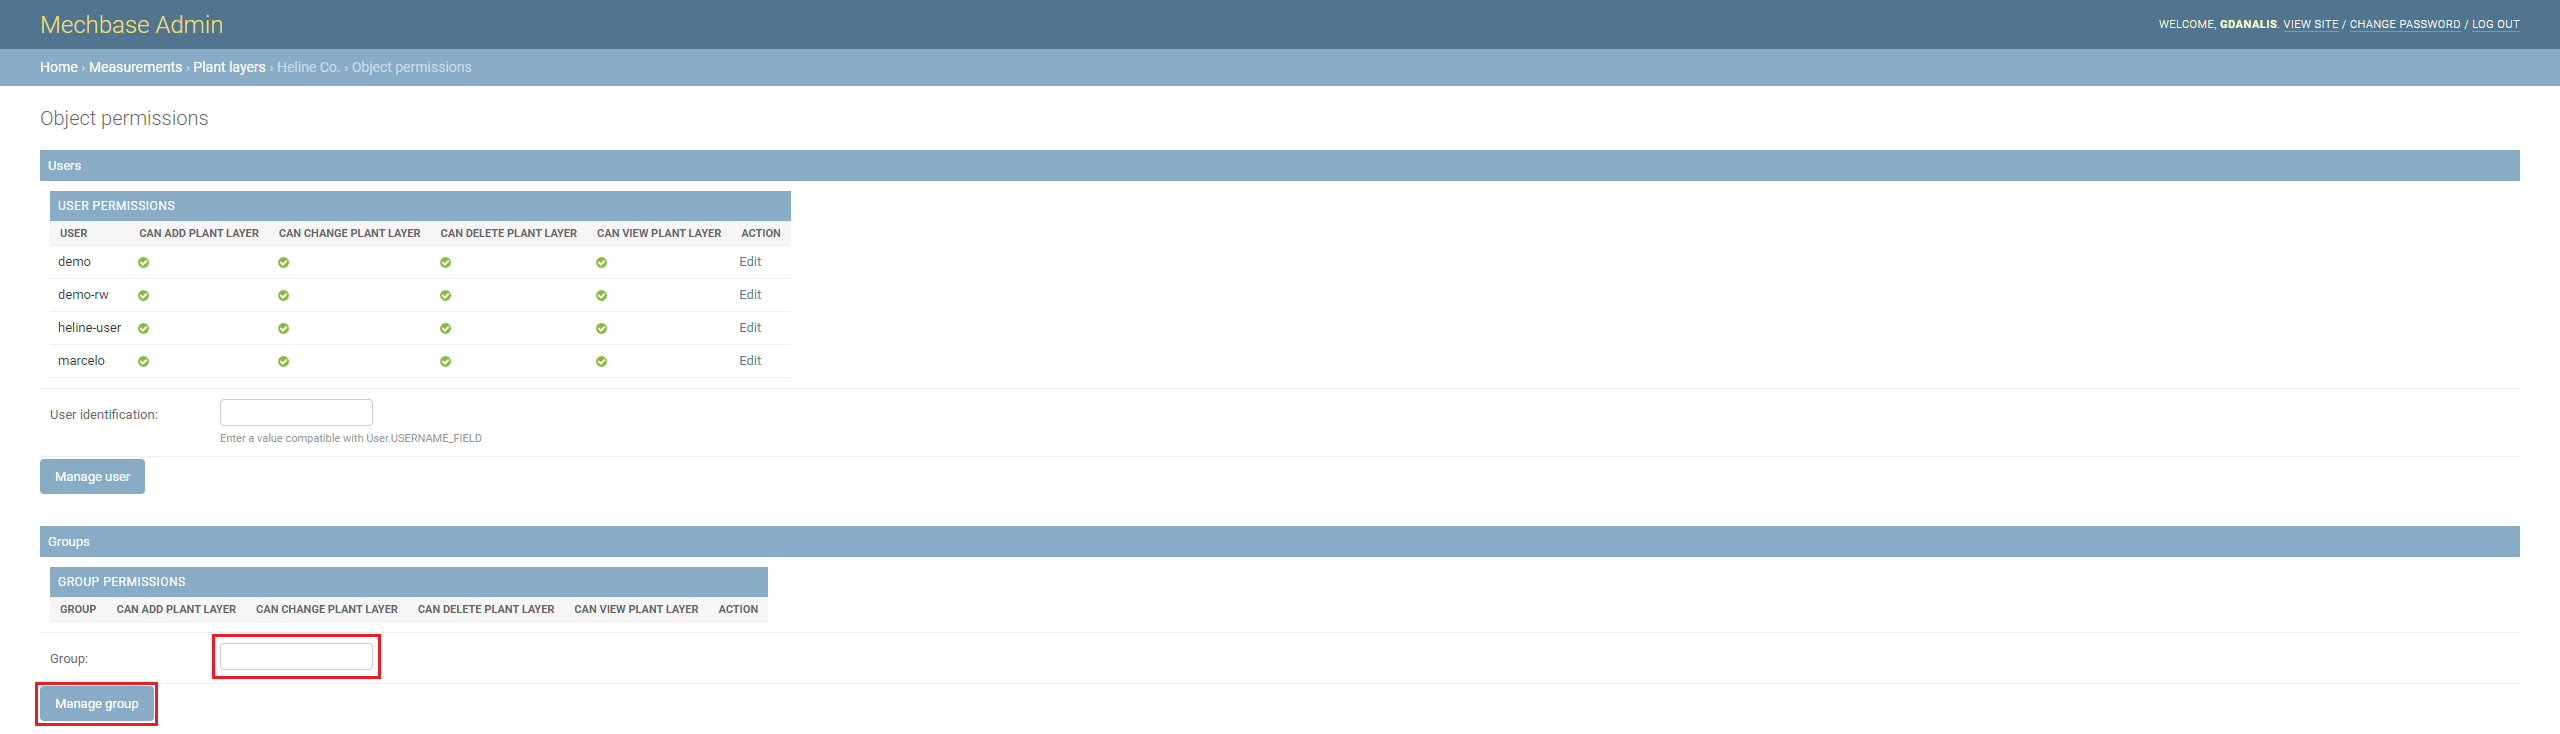 Mechbase Admin
WELCOME, GDANALIS. VIEW SITE / CHANGE PASSWORD / LOG OUT
Home › Measurements › Plant layers › Heline Co. › Object permissions
Object permissions
Users
USER PERMISSIONS
USER CAN ADD PLANT LAYER CAN CHANGE PLANT LAYER CAN DELETE PLANT LAYER CAN VIEW PLANT LAYER ACTION
demo Edit
demo-rw Edit
heline-user Edit
marcelo Edit
User identification:
Enter a value compatible with User.USERNAME_FIELD
Manage user
Groups
GROUP PERMISSIONS
GROUP CAN ADD PLANT LAYER CAN CHANGE PLANT LAYER CAN DELETE PLANT LAYER CAN VIEW PLANT LAYER ACTION
Group:
Manage group